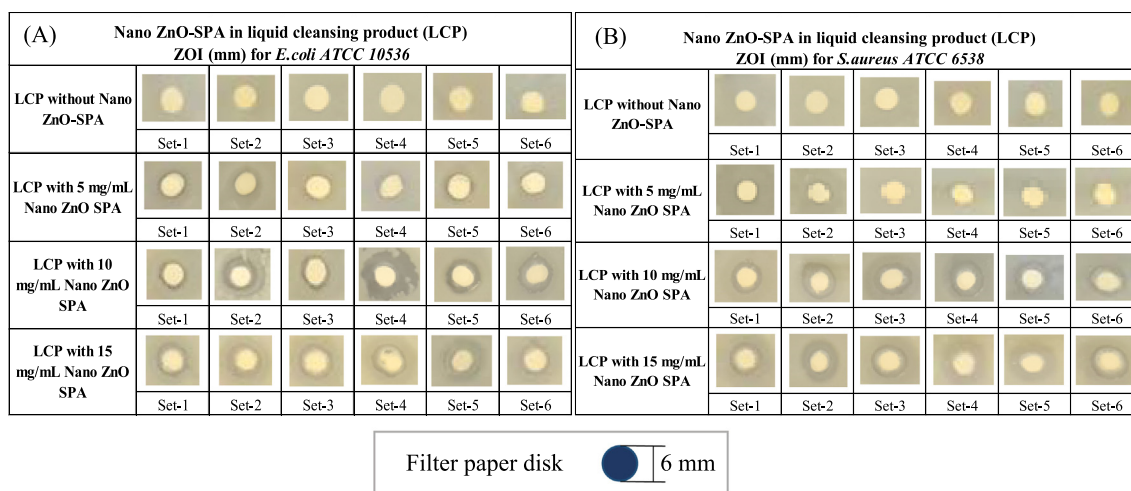 (A)
Nano ZnO-SPA in liquid cleansing product (LCP)
ZOI (mm) for E.coli ATCC 10536
LCP without Nano
ZnO-SPA
Set-1 Set-2 Set-3 Set-4 Set-5 Set-6
LCP with 5 mg/mL
Nano ZnO SPA
Set-1 Set-2 Set-3 Set-4 Set-5 Set-6
LCP with 10
mg/mL Nano ZnO
SPA
Set-1 Set-2 Set-3 Set-4 Set-5 Set-6
LCP with 15
mg/mL Nano ZnO
SPA
Set-1 Set-2 Set-3 Set-4 Set-5 Set-6
(B)
Nano ZnO-SPA in liquid cleansing product (LCP)
ZOI (mm) for S.aureus ATCC 6538
LCP without Nano
ZnO-SPA
Set-1 Set-2 Set-3 Set-4 Set-5 Set-6
LCP with 5 mg/mL
Nano ZnO SPA
Set-1 Set-2 Set-3 Set-4 Set-5 Set-6
LCP with 10 mg/mL
Nano ZnO SPA
Set-1 Set-2 Set-3 Set-4 Set-5 Set-6
LCP with 15 mg/mL
Nano ZnO SPA
Set-1 Set-2 Set-3 Set-4 Set-5 Set-6
Filter paper disk 6 mm